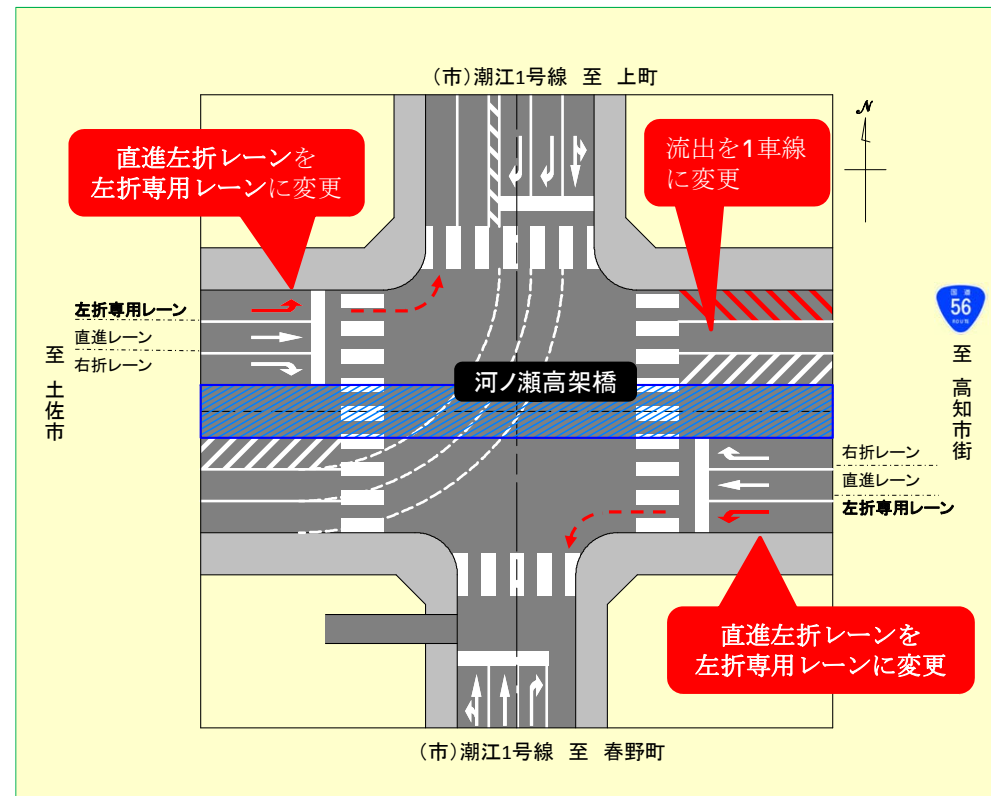 (市)潮江1号線 至 上町
N
直進左折レーンを
左折専用レーンに変更
流出を1車線
に変更
左折専用レーン
直進レーン
右折レーン
至 土佐市
河ノ瀬高架橋
国道
56
ROUTE
至 高知市街
右折レーン
直進レーン
左折専用レーン
直進左折レーンを
左折専用レーンに変更
(市)潮江1号線 至 春野町